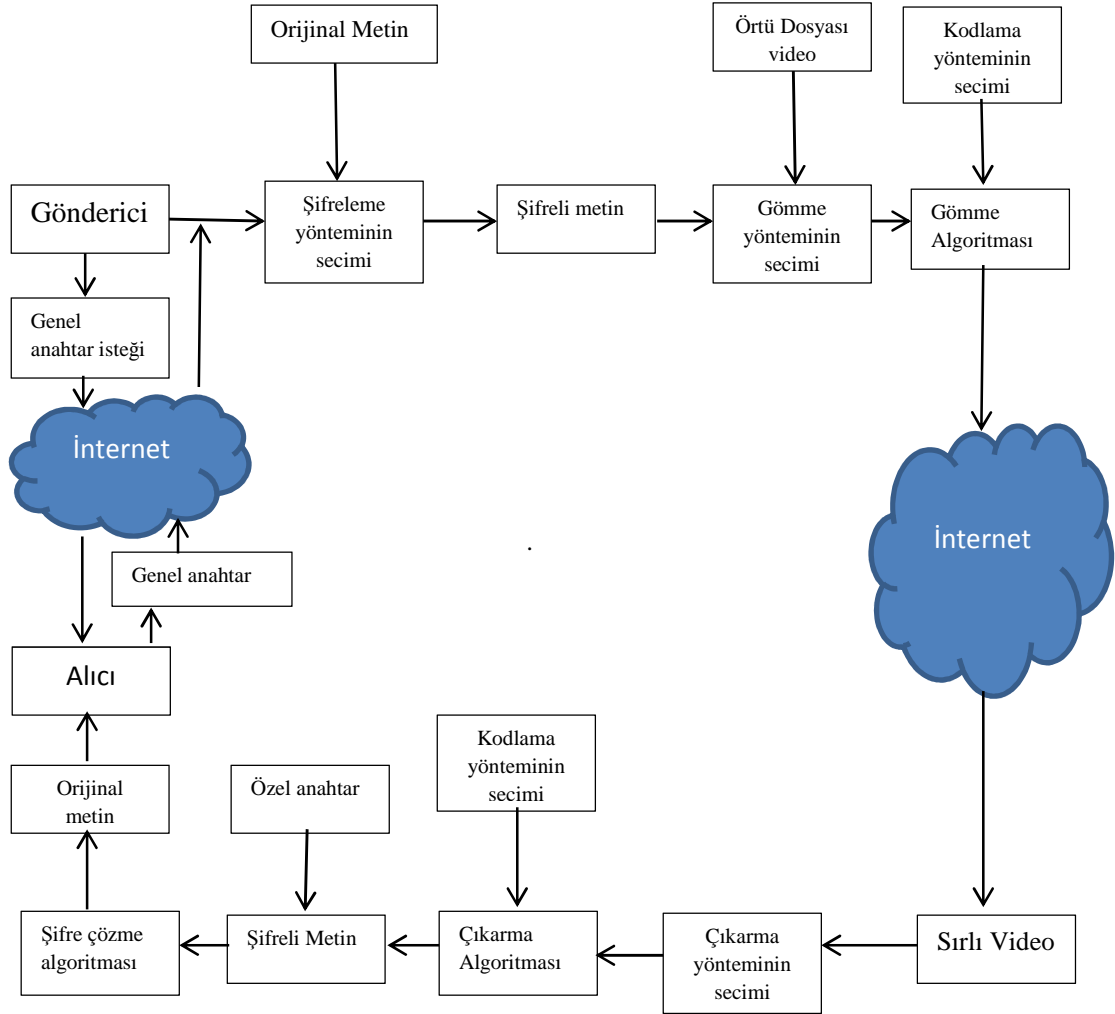 Orijinal Metin
Örtü Dosyası
video
Kodlama
yönteminin
secimi
Gönderici
Şifreleme
yönteminin
secimi
Şifreli metin
Gömme
yönteminin
secimi
Gömme
Algoritması
Genel
anahtar isteği
İnternet
İnternet
Genel anahtar
Alıcı
Orijinal
metin
Özel anahtar
Kodlama
yönteminin
secimi
Şifre çözme
algoritması
Şifreli Metin
Çıkarma
Algoritması
Çıkarma
yönteminin
secimi
Sırlı Video